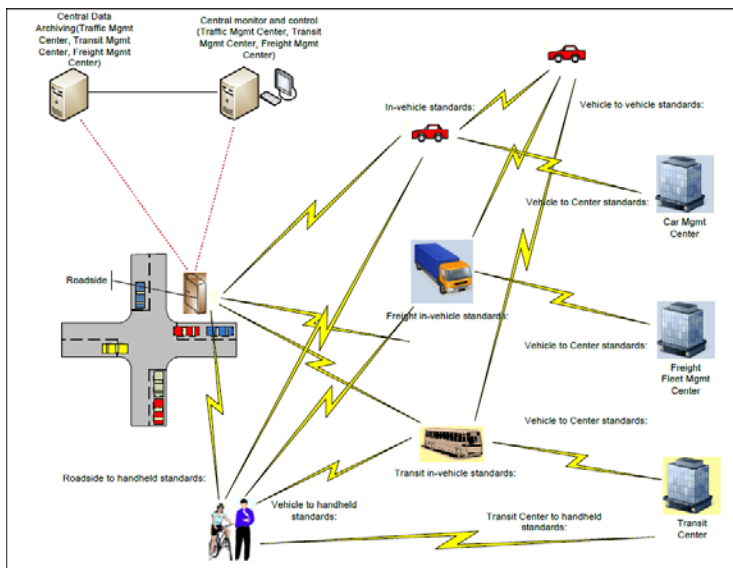 Central Data
Archiving(Traffic Mgmt
Center, Transit Mgmt
Center, Freight Mgmt
Center)
Central monitor and control
(Traffic Mgmt Center, Transit
Mgmt Center, Freight Mgmt
Center)
In-vehicle standards:
Vehicle to vehicle standards:
Vehicle to Center standards:
Car Mgmt
Center
Roadside
Freight in-vehicle standards:
Vehicle to Center standards:
Freight
Fleet Mgmt
Center
Vehicle to Center standards:
Transit in-vehicle standards:
Roadside to handheld standards:
Vehicle to handheld
standards:
Transit Center to handheld
standards:
Transit
Center